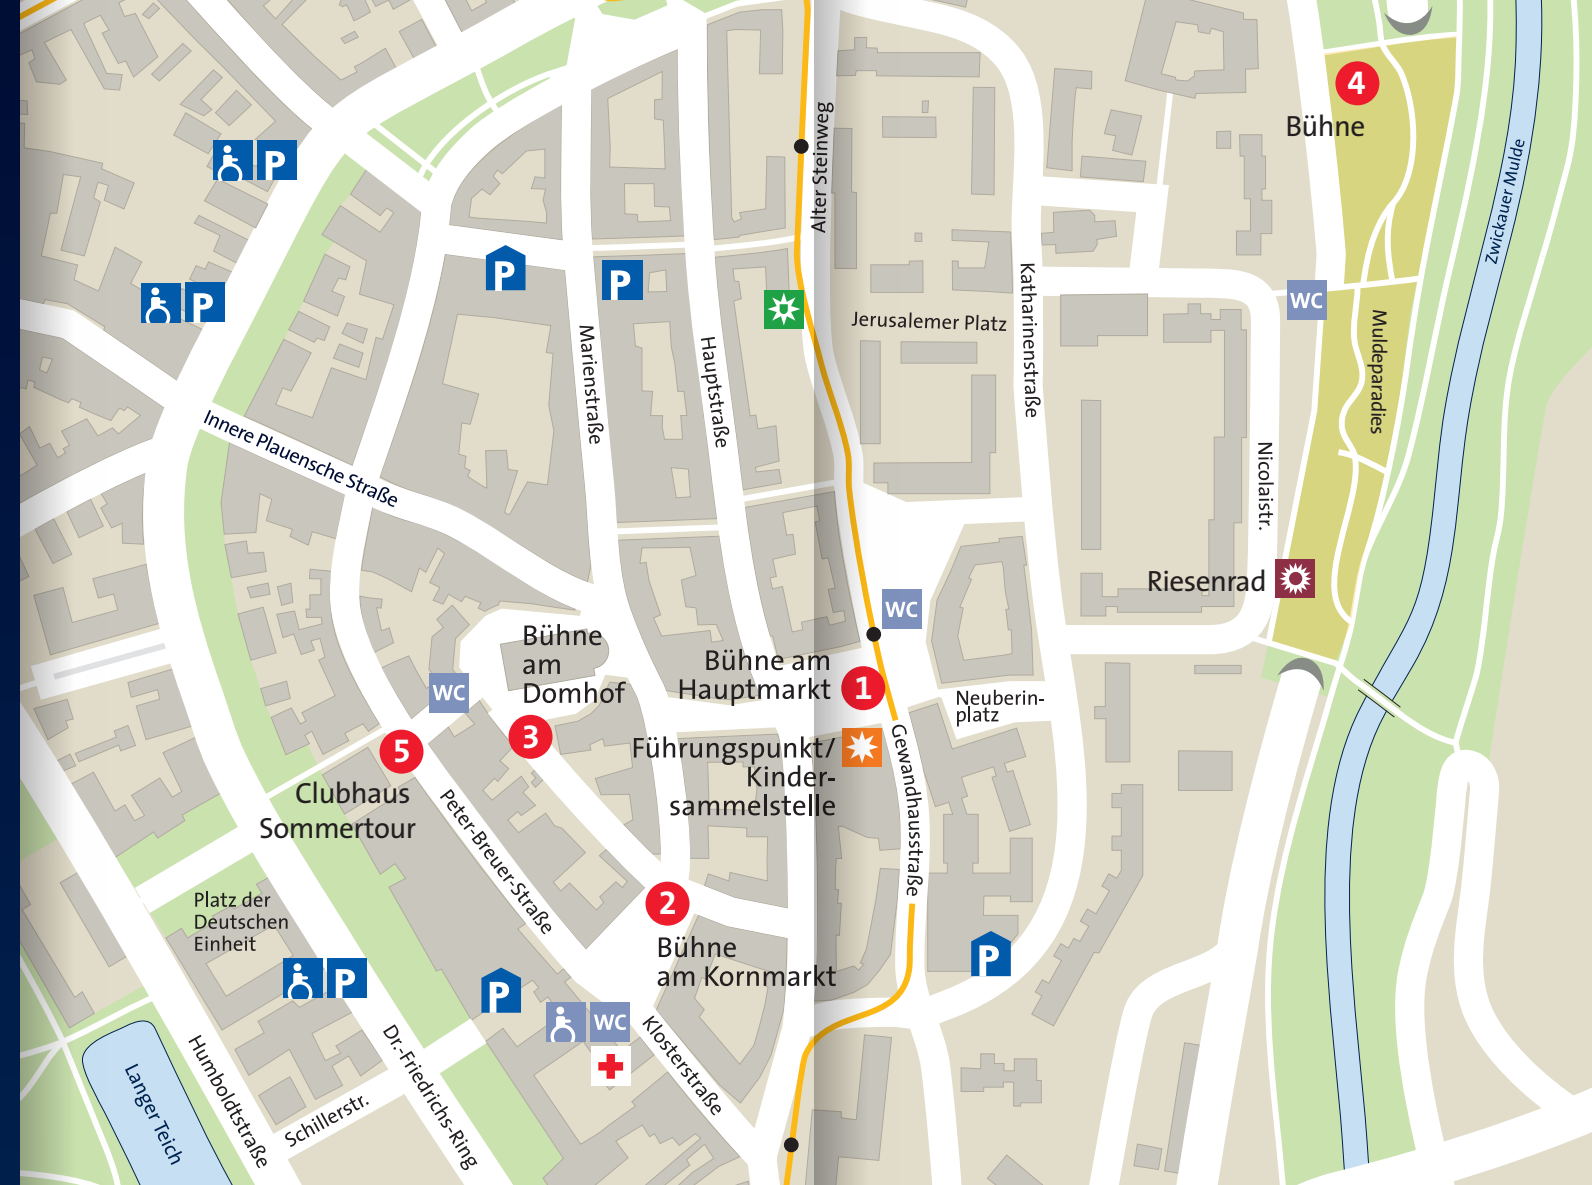 4
Bühne
Alter Steinweg
Zwickauer Mulde
P
P
P
P
WC
Jerusalemer Platz
Katharinenstraße
Muldeparadies
Marienstraße
Hauptstraße
Innere Plauensche Straße
Nicolaistr.
Riesenrad
WC
Bühne
am
Domhof
3
Bühne am
Hauptmarkt
1
WC
Neuberin-
platz
5
Clubhaus
Sommertour
Führungspunkt/
Kinder-
sammelstelle
Gewandhausstraße
Peter-Breuer-Straße
2
Bühne
am Kornmarkt
Platz der
Deutschen
Einheit
P
P
P
WC
Klosterstraße
Dr.-Friedrichs-Ring
Humboldtstraße
Schillerstr.
Langer Teich